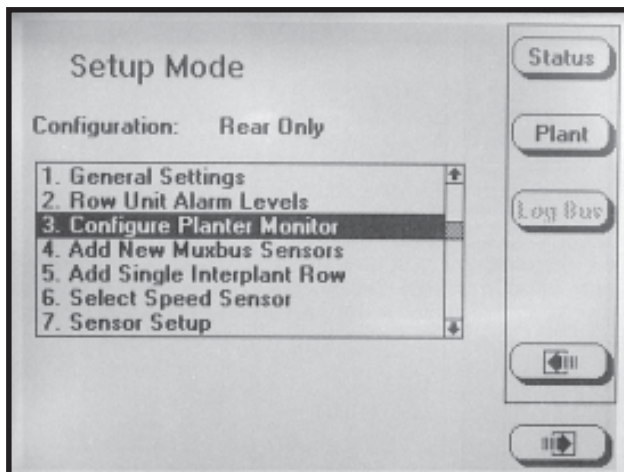 Setup Mode
Configuration: Rear Only
1. General Settings
2. Row Unit Alarm Levels
3. Configure Planter Monitor
4. Add New Muxbus Sensors
5. Add Single Interplant Row
6. Select Speed Sensor
7. Sensor Setup
Status
Plant
Log Bus